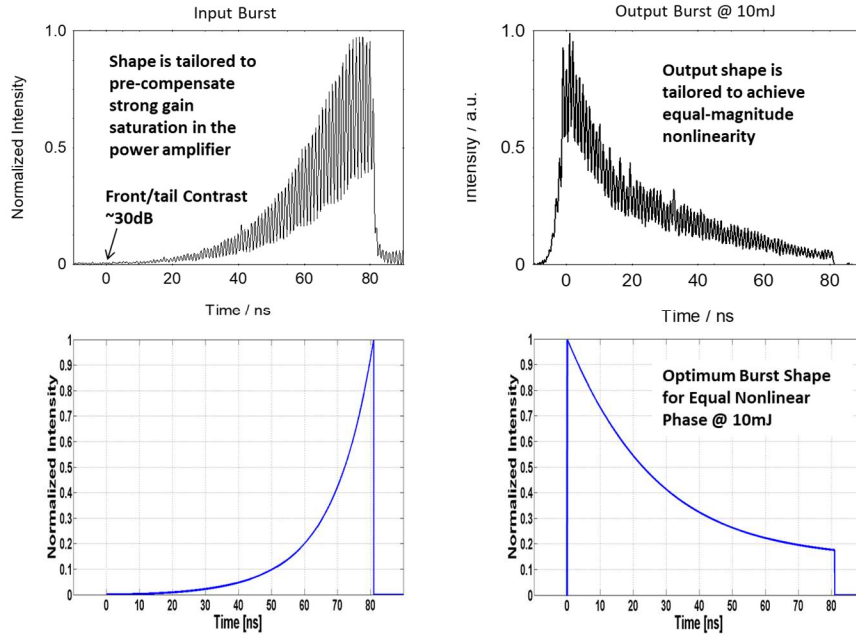 Input Burst
Normalized Intensity
1.0
0.5
0
Shape is tailored to
pre-compensate
strong gain
saturation in the
power amplifier
Front/tail Contrast
~30dB
0 20 40 60 80
Time / ns
Output Burst @ 10mJ
Intensity / a.u.
1.0
0.5
0
Output shape is
tailored to achieve
equal-magnitude
nonlinearity
0 20 40 60 80
Time / ns
Normalized Intensity
1
0.9
0.8
0.7
0.6
0.5
0.4
0.3
0.2
0.1
0
0 10 20 30 40 50 60 70 80
Time [ns]
Normalized Intensity
1
0.9
0.8
0.7
0.6
0.5
0.4
0.3
0.2
0.1
0
Optimum Burst Shape
for Equal Nonlinear
Phase @ 10mJ
0 10 20 30 40 50 60 70 80
Time [ns]